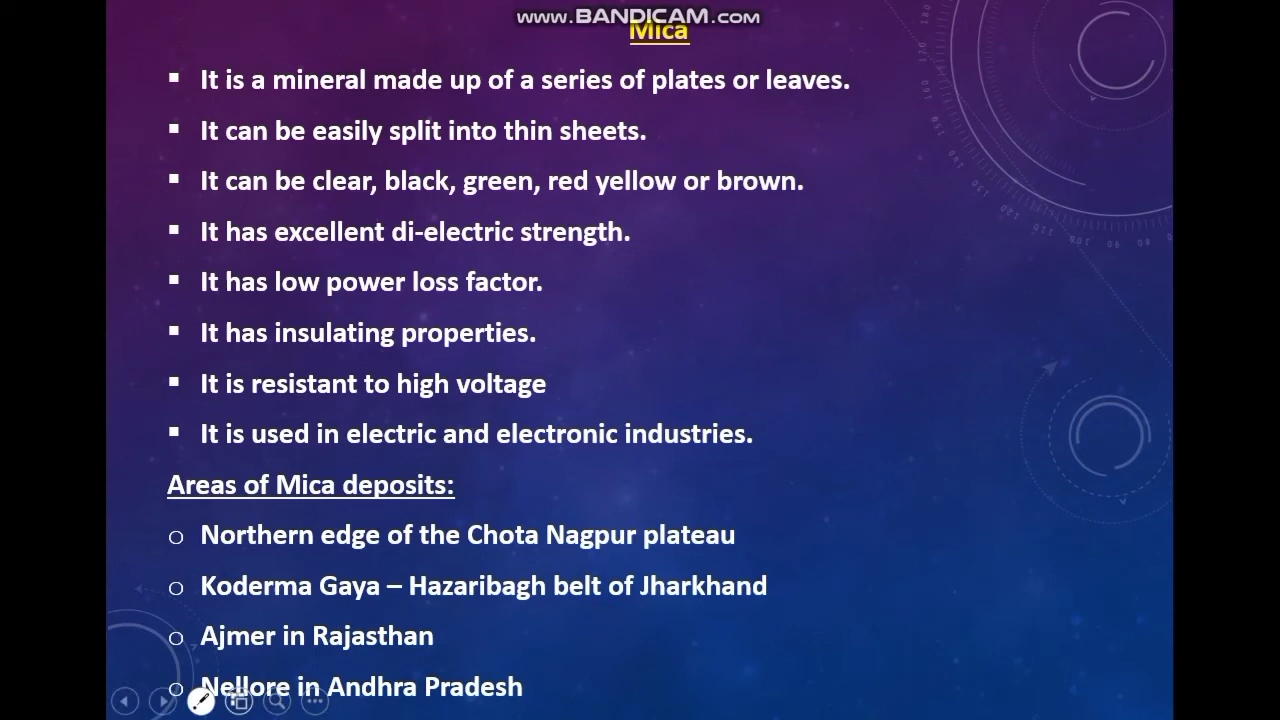 www.BANDICAM.com
Mica
▪ It is a mineral made up of a series of plates or leaves.
▪ It can be easily split into thin sheets.
▪ It can be clear, black, green, red yellow or brown.
▪ It has excellent di-electric strength.
▪ It has low power loss factor.
▪ It has insulating properties.
▪ It is resistant to high voltage
▪ It is used in electric and electronic industries.
Areas of Mica deposits:
o Northern edge of the Chota Nagpur plateau
o Koderma Gaya – Hazaribagh belt of Jharkhand
o Ajmer in Rajasthan
o Nellore in Andhra Pradesh